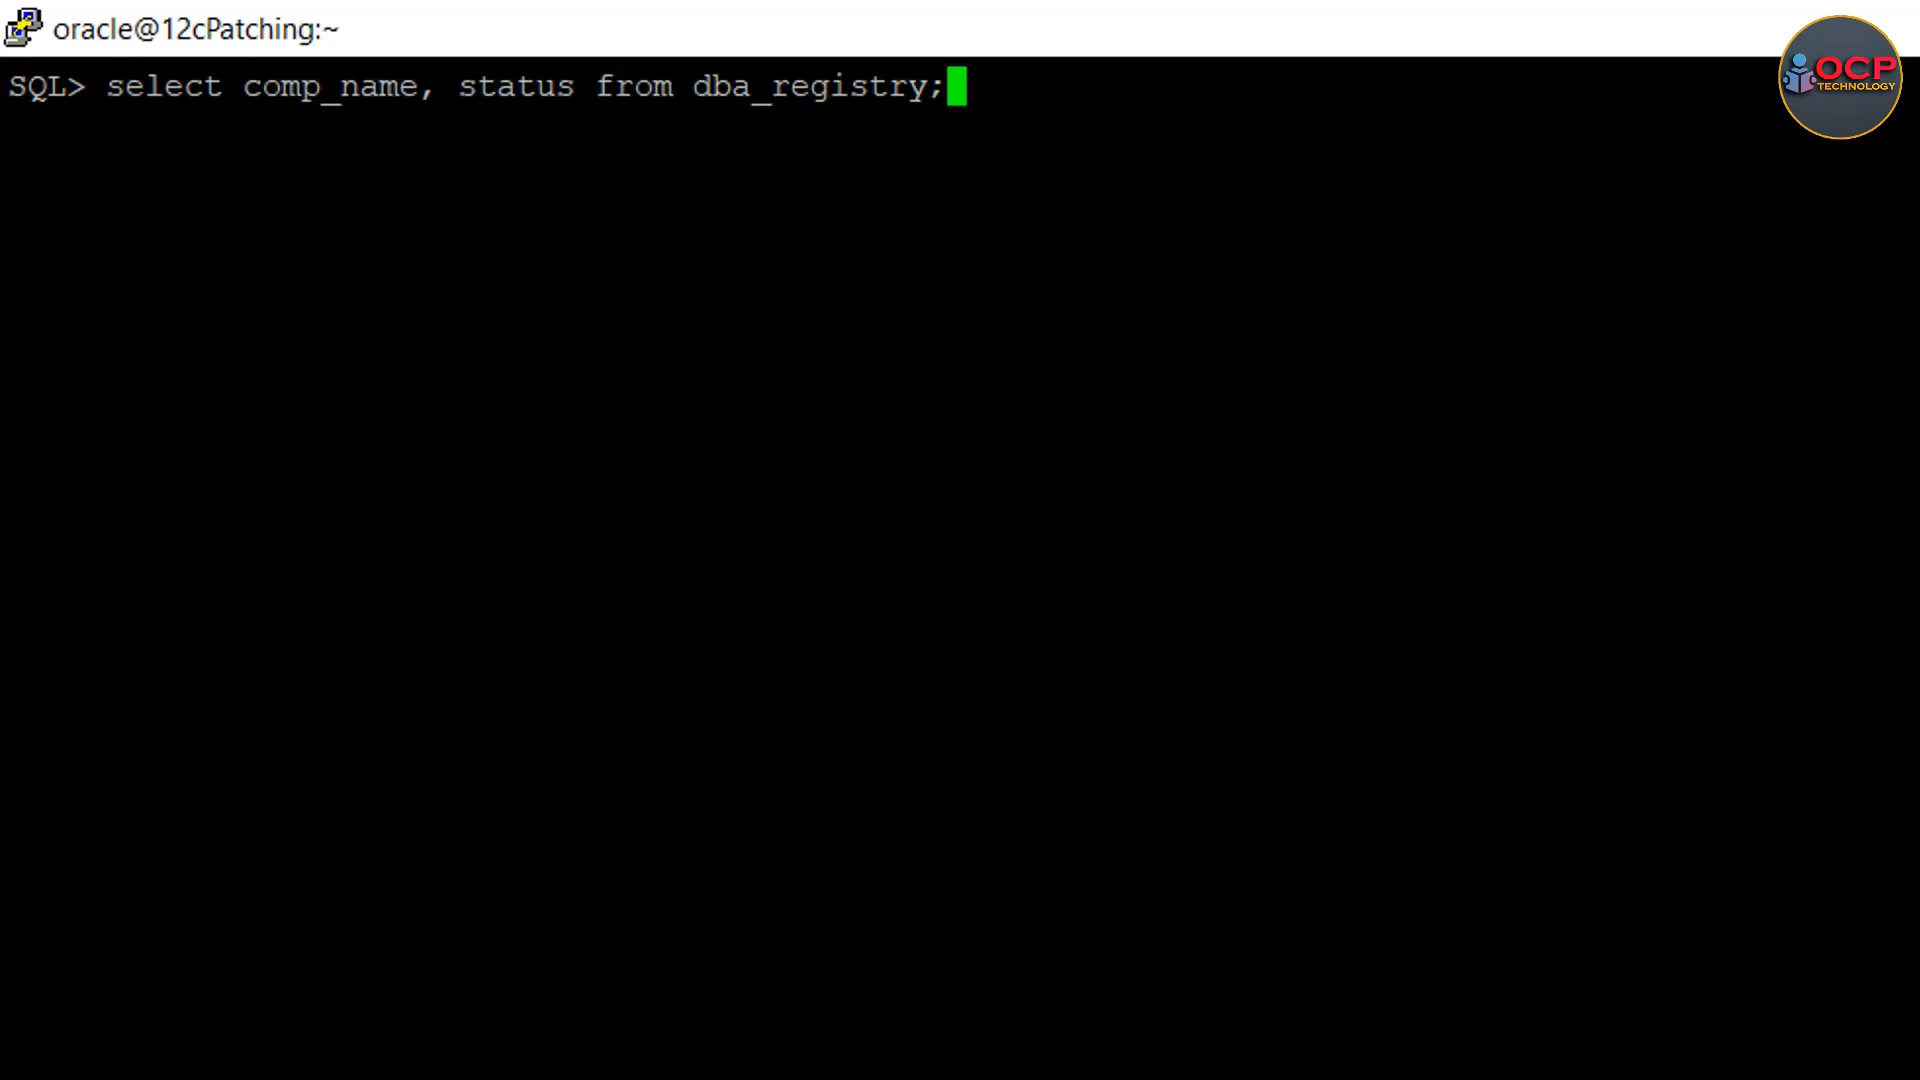 oracle@12cPatching:~
OCP
TECHNOLOGY
SQL> select comp_name, status from dba_registry;